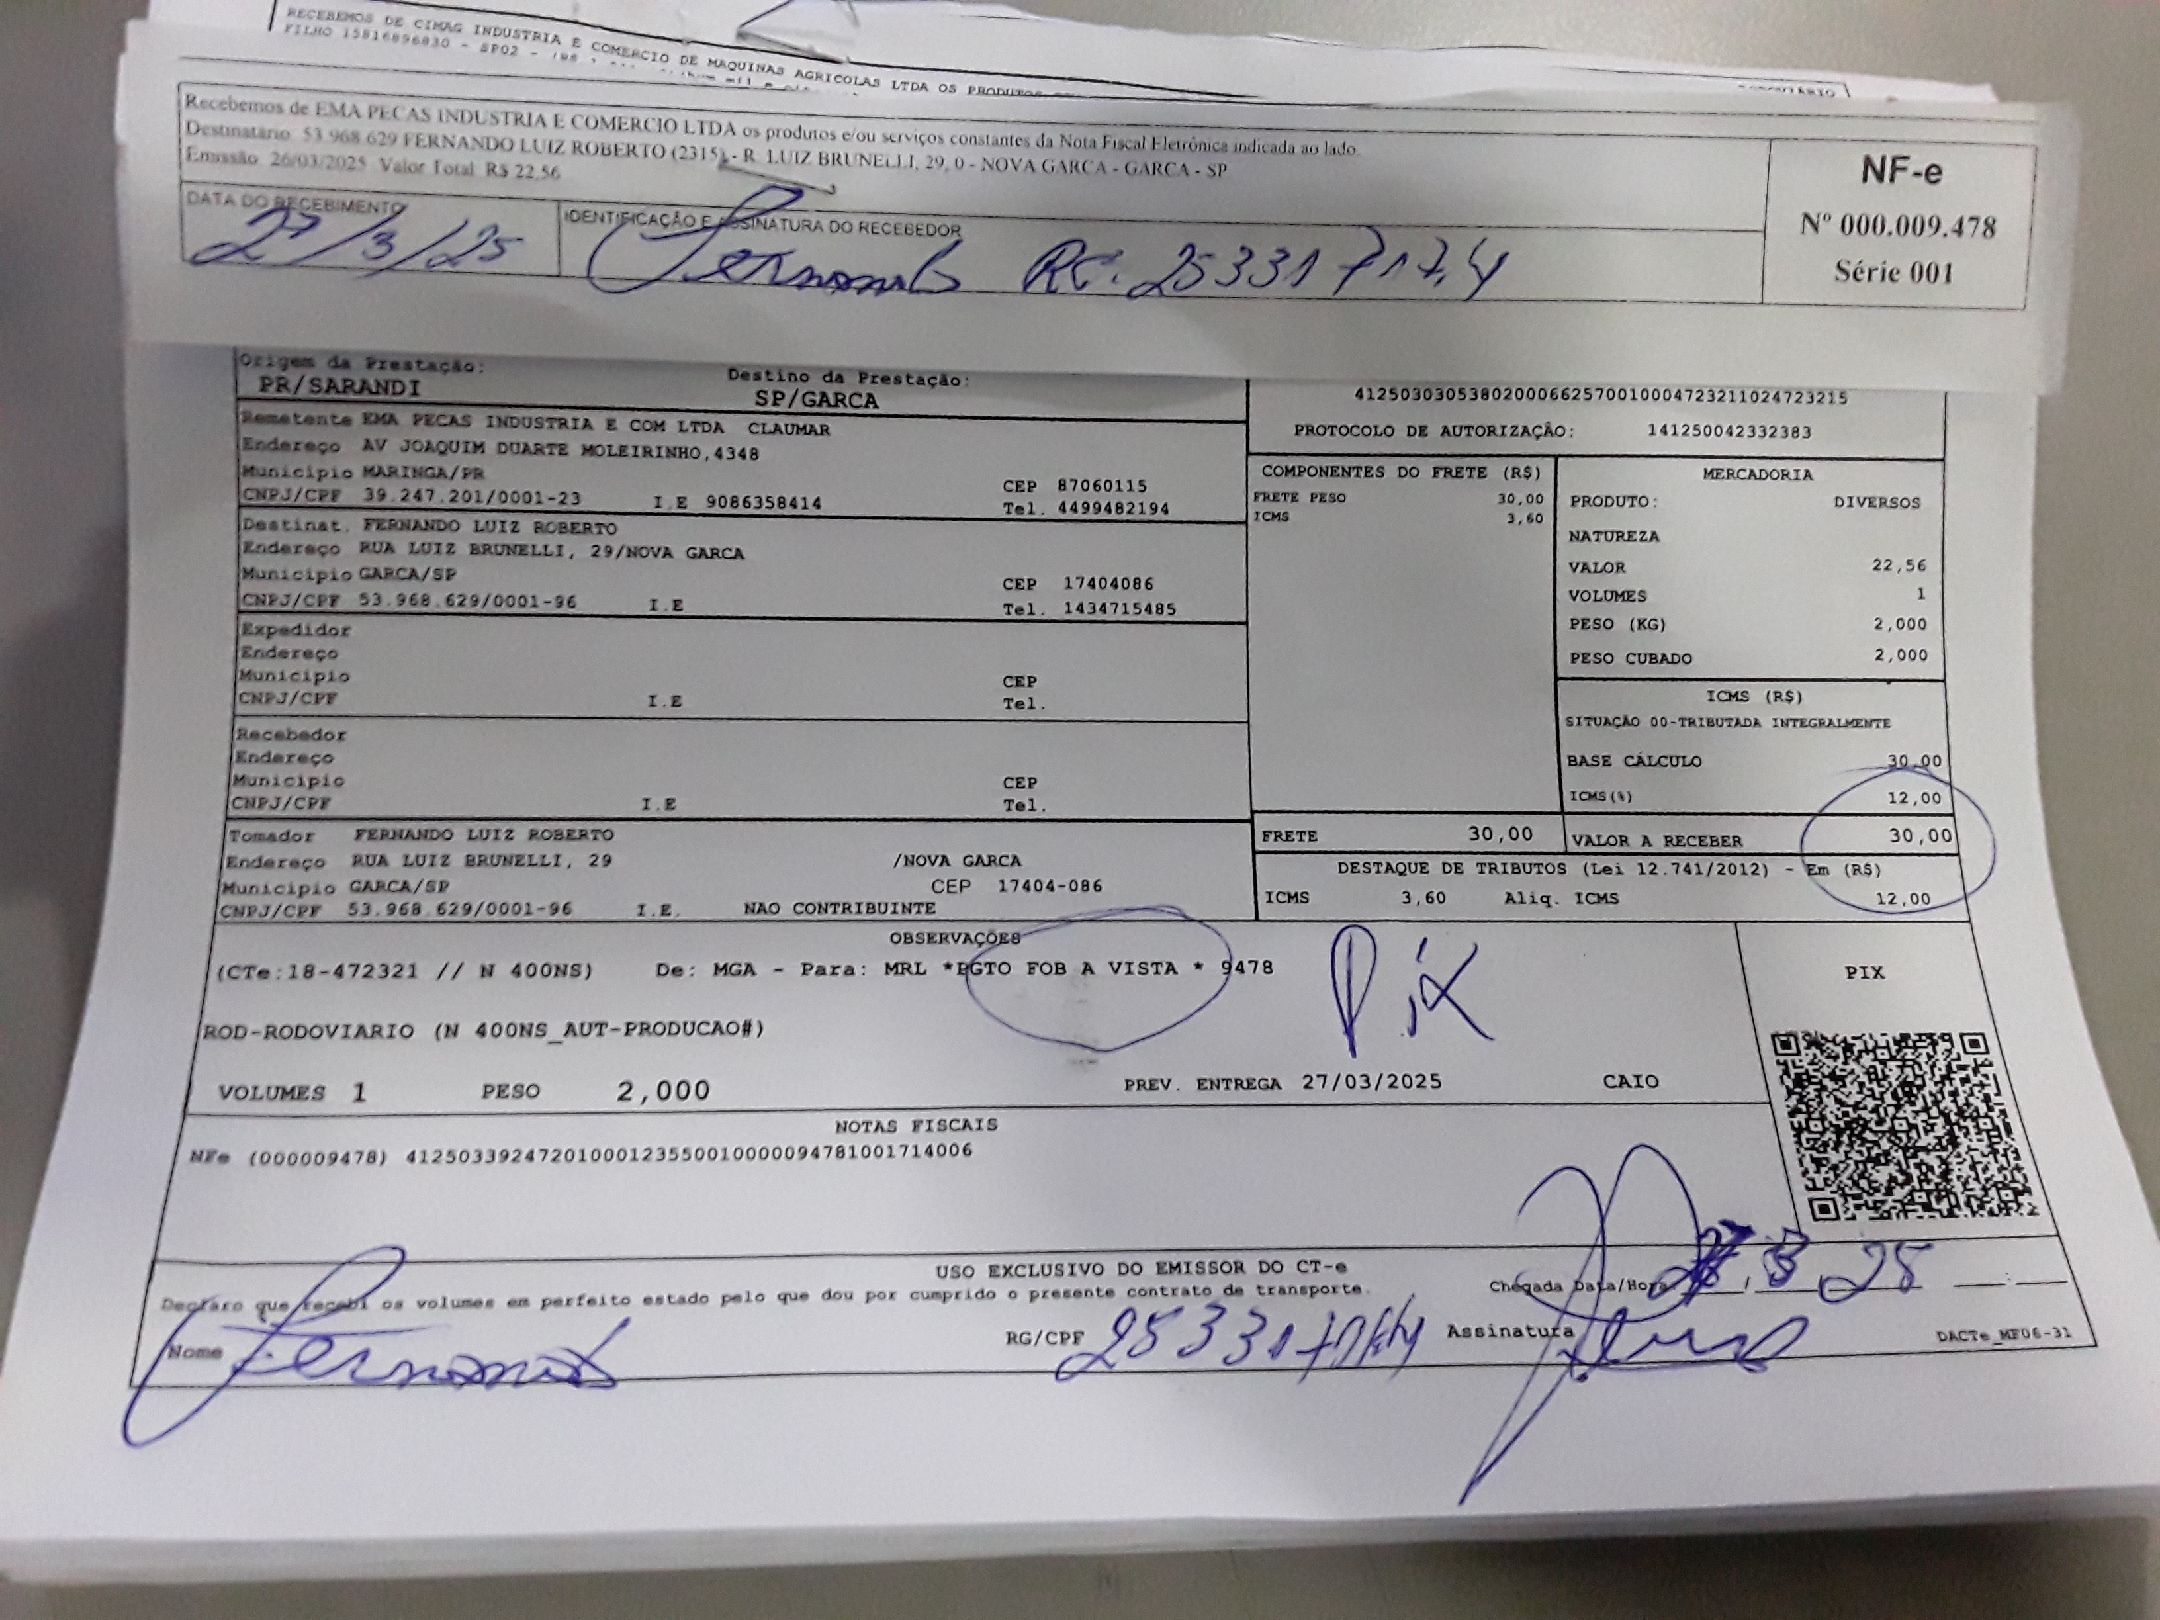 RECEBEMOS DE CIMAG INDUSTRIA E COMERCIO DE MAQUINAS AGRICOLAS LTDA OS PRODUTOS
FILHO 15816896830 - SP02 -
Recebemos de EMA PECAS INDUSTRIA E COMERCIO LTDA os produtos e/ou serviços constantes da Nota Fiscal Eletrônica indicada ao lado.
Destinatário 53 968 629 FERNANDO LUIZ ROBERTO (2315) - R. LUIZ BRUNELLI, 29, 0 - NOVA GARCA - GARCA - SP
Emissão 26/03/2025 Valor Total R$ 22,56
NF-e
Nº 000.009.478
Série 001
DATA DO RECEBIMENTO
27/3/25
IDENTIFICAÇÃO E ASSINATURA DO RECEBEDOR
Fernando RG. 25331717,4
Origem da Prestação:
PR/SARANDI
Destino da Prestação:
SP/GARCA
41250303053802000662570010004723211024723215
PROTOCOLO DE AUTORIZAÇÃO: 141250042332383
Remetente EMA PECAS INDUSTRIA E COM LTDA CLAUMAR
Endereço AV JOAQUIM DUARTE MOLEIRINHO,4348
Município MARINGA/PR CEP 87060115
CNPJ/CPF 39.247.201/0001-23 I.E 9086358414 Tel. 4499482194
Destinat. FERNANDO LUIZ ROBERTO
Endereço RUA LUIZ BRUNELLI, 29/NOVA GARCA
Município GARCA/SP CEP 17404086
CNPJ/CPF 53.968.629/0001-96 I.E Tel. 1434715485
Expedidor
Endereço
Município CEP
CNPJ/CPF I.E Tel.
Recebedor
Endereço
Município CEP
CNPJ/CPF I.E Tel.
Tomador FERNANDO LUIZ ROBERTO
Endereço RUA LUIZ BRUNELLI, 29 /NOVA GARCA
Município GARCA/SP CEP 17404-086
CNPJ/CPF 53.968.629/0001-96 I.E. NAO CONTRIBUINTE
COMPONENTES DO FRETE (R$)
FRETE PESO 30,00
ICMS 3,60
MERCADORIA
PRODUTO: DIVERSOS
NATUREZA
VALOR 22,56
VOLUMES 1
PESO (KG) 2,000
PESO CUBADO 2,000
ICMS (R$)
SITUAÇÃO 00-TRIBUTADA INTEGRALMENTE
BASE CÁLCULO 30,00
ICMS(%) 12,00
FRETE 30,00 VALOR A RECEBER 30,00
DESTAQUE DE TRIBUTOS (Lei 12.741/2012) - Em (R$)
ICMS 3,60 Aliq. ICMS 12,00
OBSERVAÇÕES
(CTe:18-472321 // N 400NS) De: MGA - Para: MRL *PGTO FOB A VISTA * 9478
Pix
PIX
ROD-RODOVIARIO (N 400NS_AUT-PRODUCAO#)
VOLUMES 1 PESO 2,000 PREV. ENTREGA 27/03/2025 CAIO
NOTAS FISCAIS
NFe (000009478) 41250339247201000123550010000094781001714006
USO EXCLUSIVO DO EMISSOR DO CT-e
Declaro que recebi os volumes em perfeito estado pelo que dou por cumprido o presente contrato de transporte.
Chegada Data/Hora / 3 25
Nome Fernando RG/CPF Assinatura
DACTe_MF06-31